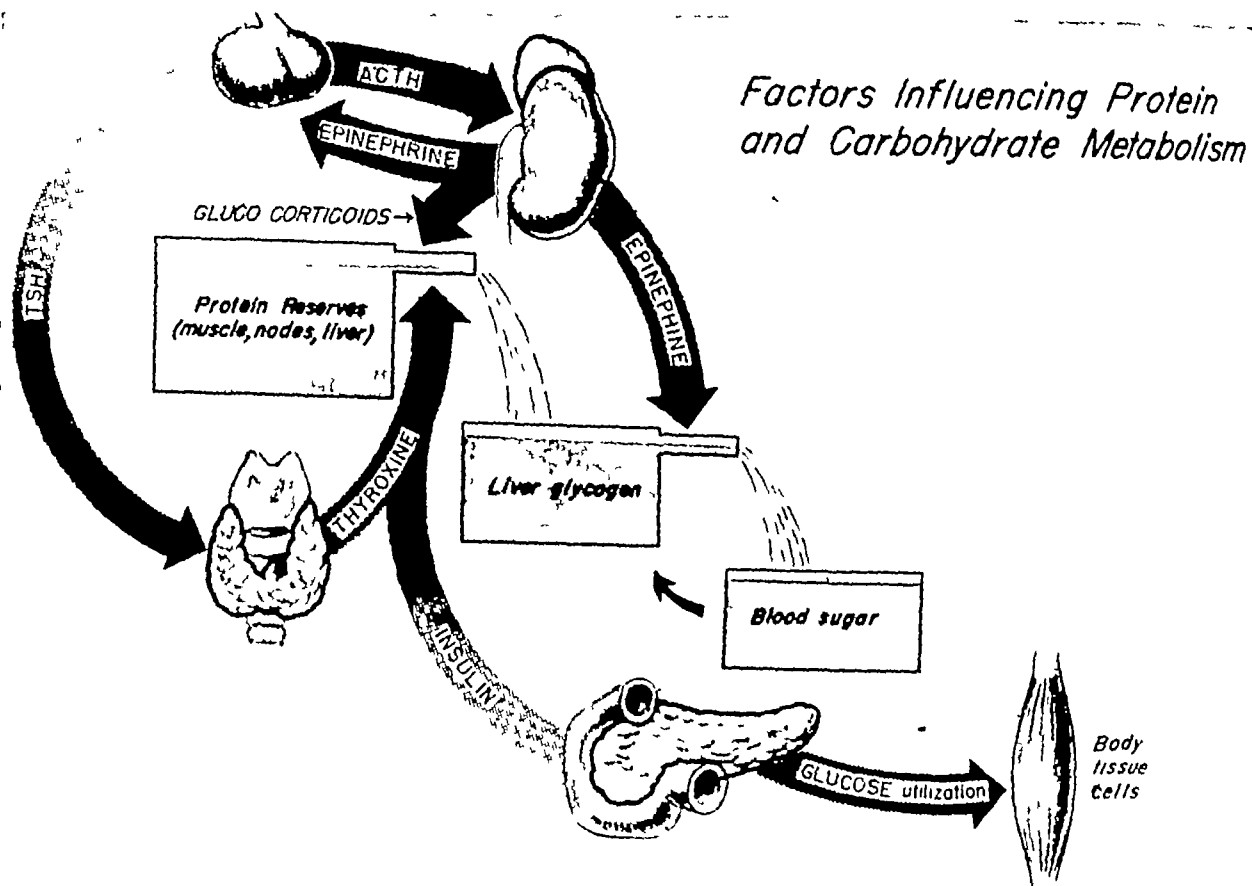 Factors Influencing Protein
and Carbohydrate Metabolism
ACTH
EPINEPHRINE
GLUCO CORTICOIDS→
TSH
Protein Reserves
(muscle, nodes, liver)
EPINEPHINE
THYROXINE
Liver glycogen
Blood sugar
INSULIN
GLUCOSE utilization
Body
tissue
cells